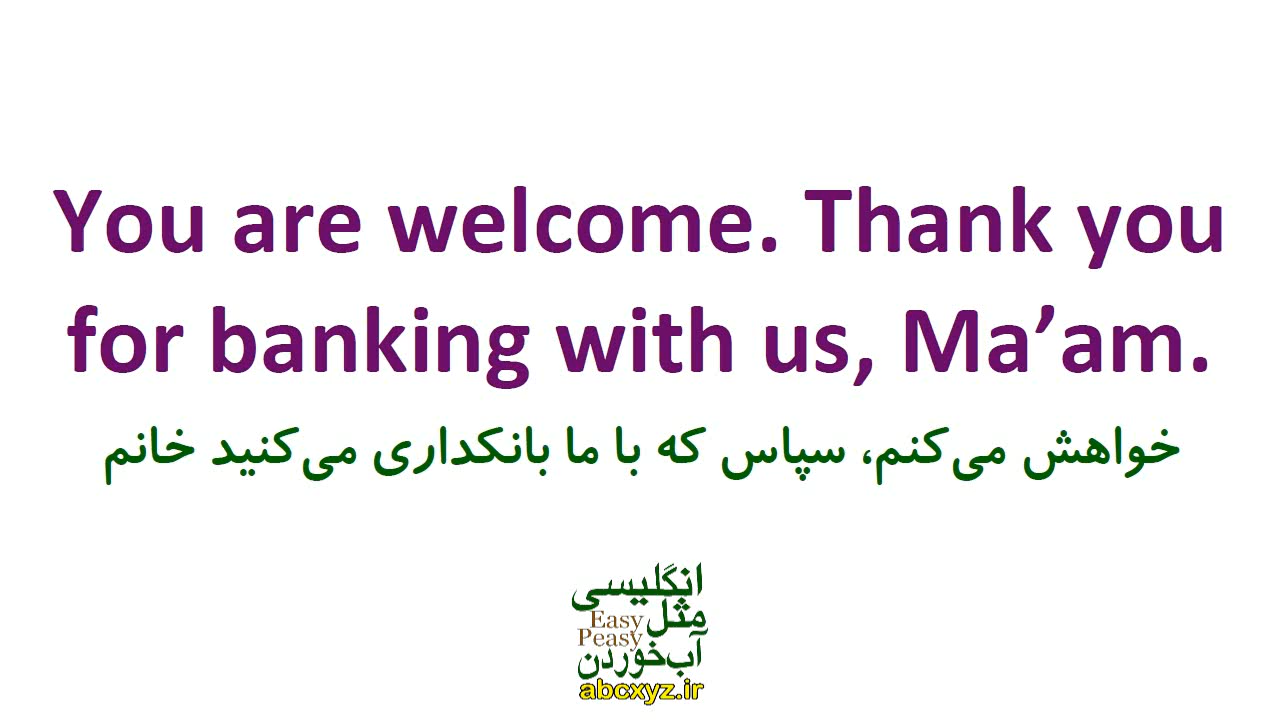 You are welcome. Thank you
for banking with us, Ma’am.
خواهش می‌کنم، سپاس که با ما بانکداری می‌کنید خانم
انگلیسی
مثل
Easy
Peasy
آب‌خوردن
abcxyz.ir